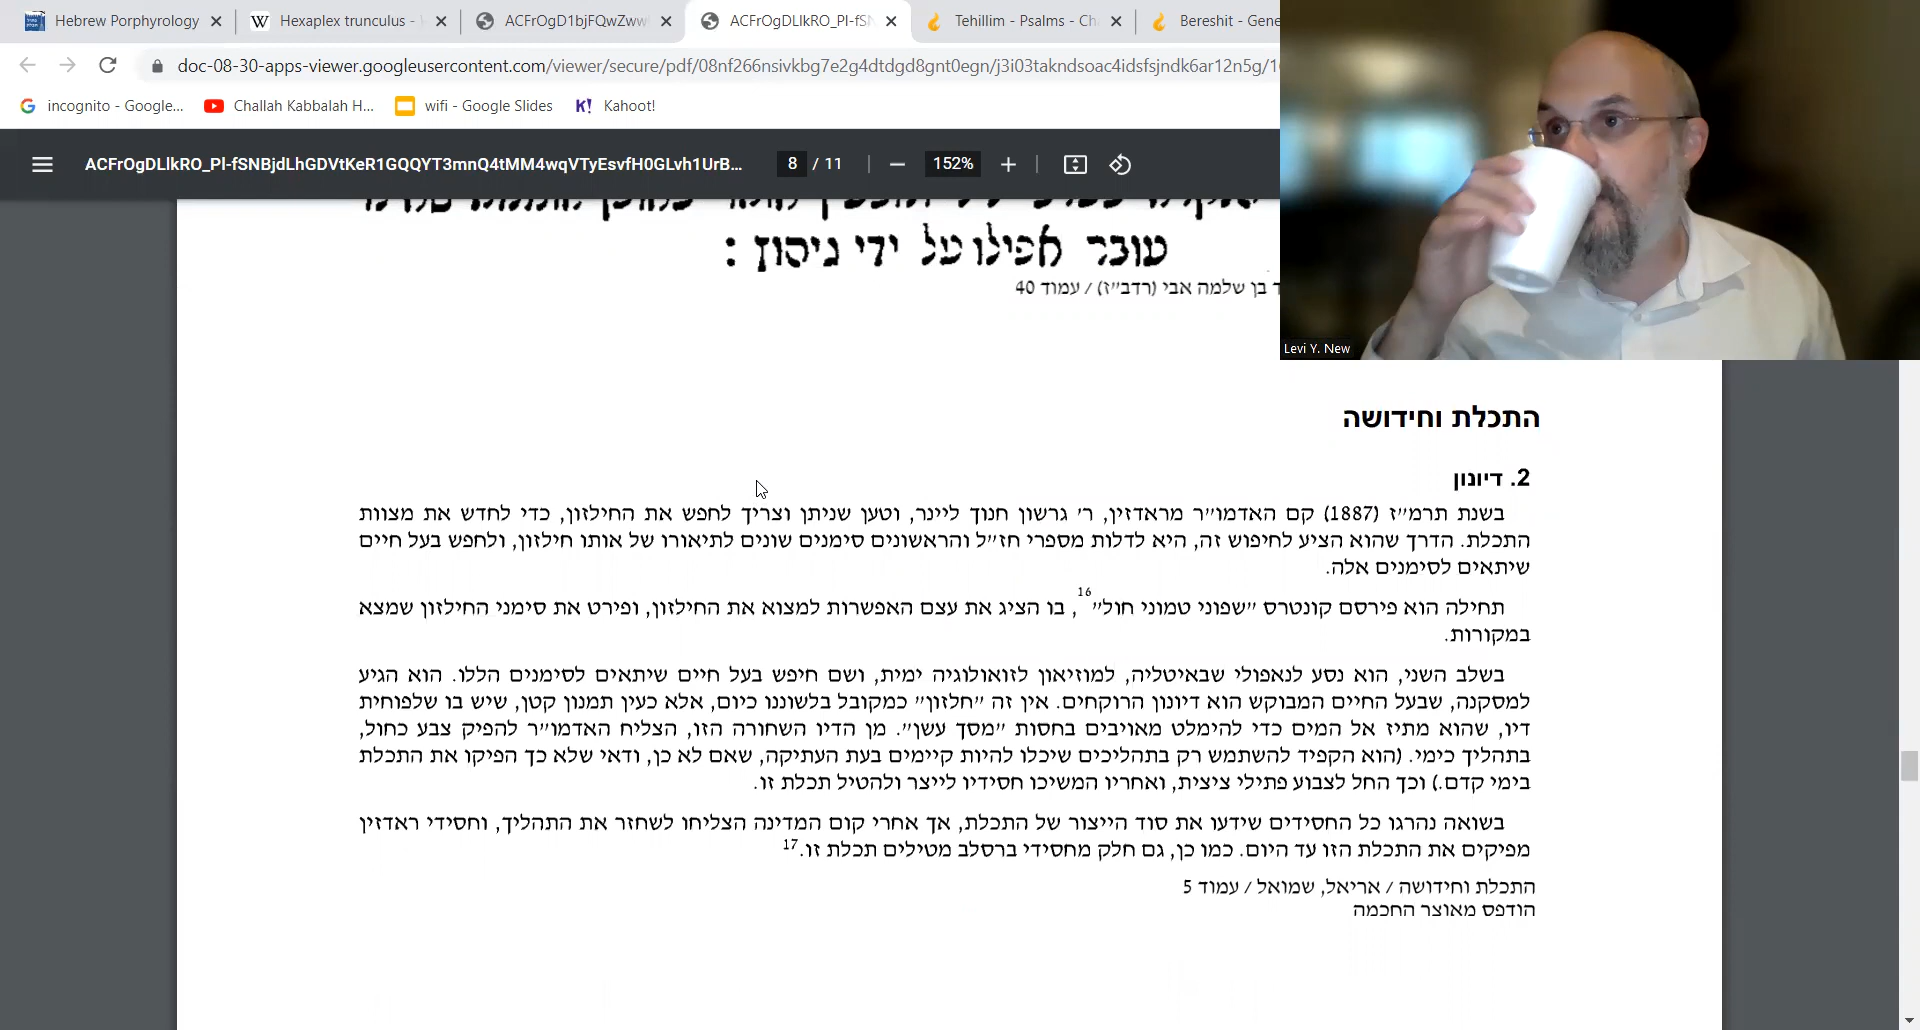 Hebrew Porphyrology
Hexaplex trunculus -
ACFrOgD1bjFQwZww
ACFrOgDLlkRO_Pl-fSN
Tehillim - Psalms - Ch
Bereshit - Gene
doc-08-30-apps-viewer.googleusercontent.com/viewer/secure/pdf/08nf266nsivkbg7e2g4dtdgd8gnt0egn/j3i03takndsoac4idsfsjndk6ar12n5g/1
incognito - Google...
Challah Kabbalah H...
wifi - Google Slides
Kahoot!
ACFrOgDLlkRO_Pl-fSNBjdLhGDVtKeR1GQQYT3mnQ4tMM4wqVTyEsvfH0GLvh1UrB...
8 / 11
152%
Levi Y. New
עובר אפילו על ידי ניסוך :
ד בן שלמה אבי (רדב"ז) / עמוד 40
התכלת וחידושה
2. דיונון
בשנת תרמ"ז (1887) קם האדמו"ר מראדזין, ר' גרשון חנוך ליינר, וטען שניתן וצריך לחפש את החילזון, כדי לחדש את מצוות
התכלת. הדרך שהוא הציע לחיפוש זה, היא לדלות מספרי חז"ל והראשונים סימנים שונים לתיאורו של אותו חילזון, ולחפש בעל חיים
שיתאים לסימנים אלה.
תחילה הוא פירסם קונטרס "שפוני טמוני חול"16, בו הציג את עצם האפשרות למצוא את החילזון, ופירט את סימני החילזון שמצא
במקורות.
בשלב השני, הוא נסע לנאפולי שבאיטליה, למוזיאון לזואולוגיה ימית, ושם חיפש בעל חיים שיתאים לסימנים הללו. הוא הגיע
למסקנה, שבעל החיים המבוקש הוא דיונון הרוקחים. אין זה "חלזון" כמקובל בלשוננו כיום, אלא כעין תמנון קטן, שיש בו שלפוחית
דיו, שהוא מתיז אל המים כדי להימלט מאויבים בחסות "מסך עשן". מן הדיו השחורה הזו, הצליח האדמו"ר להפיק צבע כחול,
בתהליך כימי. (הוא הקפיד להשתמש רק בתהליכים שיכלו להיות קיימים בעת העתיקה, שאם לא כן, ודאי שלא כך הפיקו את התכלת
בימי קדם.) וכך החל לצבוע פתילי ציצית, ואחריו המשיכו חסידיו לייצר ולהטיל תכלת זו.
בשואה נהרגו כל החסידים שידעו את סוד הייצור של התכלת, אך אחרי קום המדינה הצליחו לשחזר את התהליך, וחסידי ראדזין
מפיקים את התכלת הזו עד היום. כמו כן, גם חלק מחסידי ברסלב מטילים תכלת זו.17
התכלת וחידושה / אריאל, שמואל / עמוד 5
הודפס מאוצר החכמה